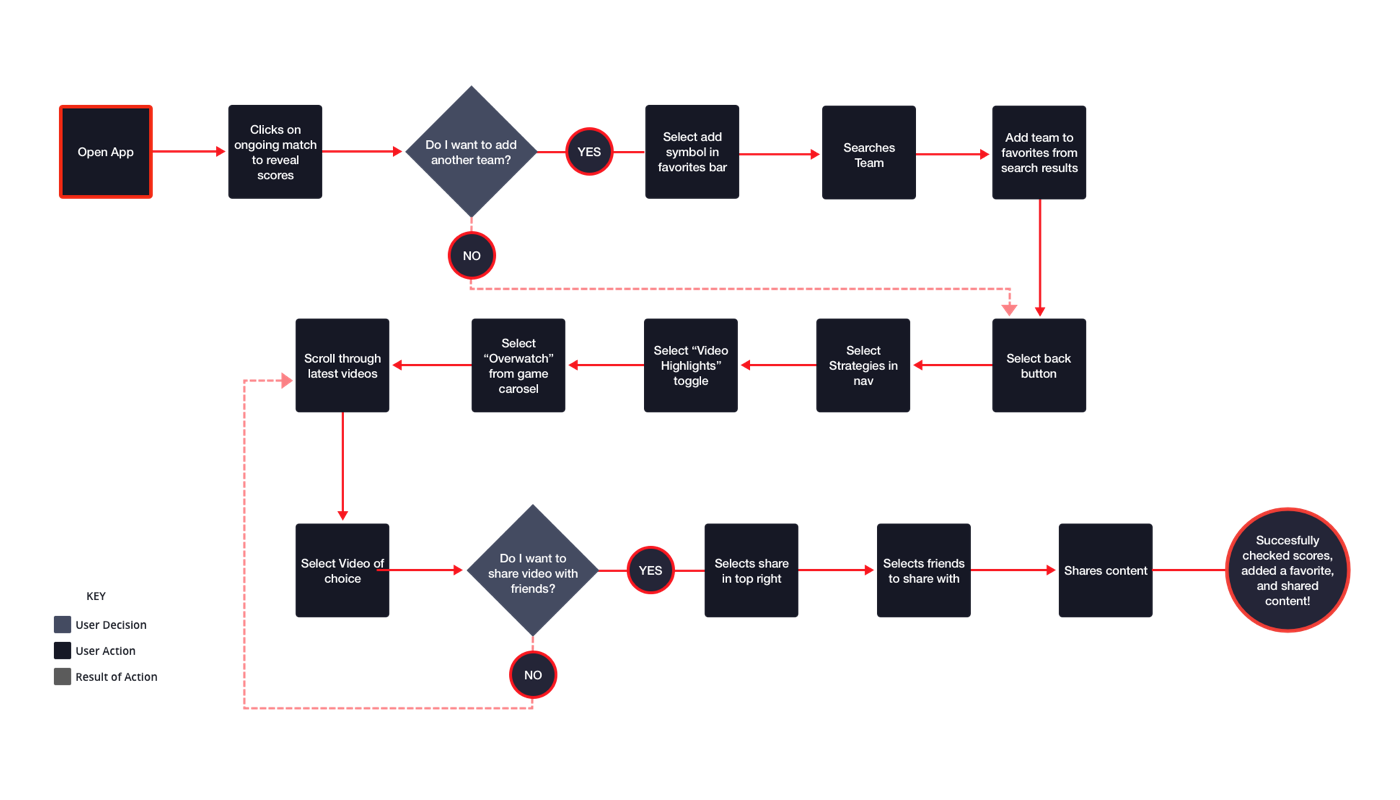 Open App
Clicks on
ongoing match
to reveal
scores
Do I want to add
another team?
YES
Select add
symbol in
favorites bar
Searches
Team
Add team to
favorites from
search results
NO
Scroll through
latest videos
Select
“Overwatch”
from game
carosel
Select “Video
Highlights”
toggle
Select
Strategies in
nav
Select back
button
Select Video of
choice
Do I want to
share video with
friends?
YES
Selects share
in top right
Selects friends
to share with
Shares content
Succesfully
checked scores,
added a favorite,
and shared
content!
NO
KEY
User Decision
User Action
Result of Action